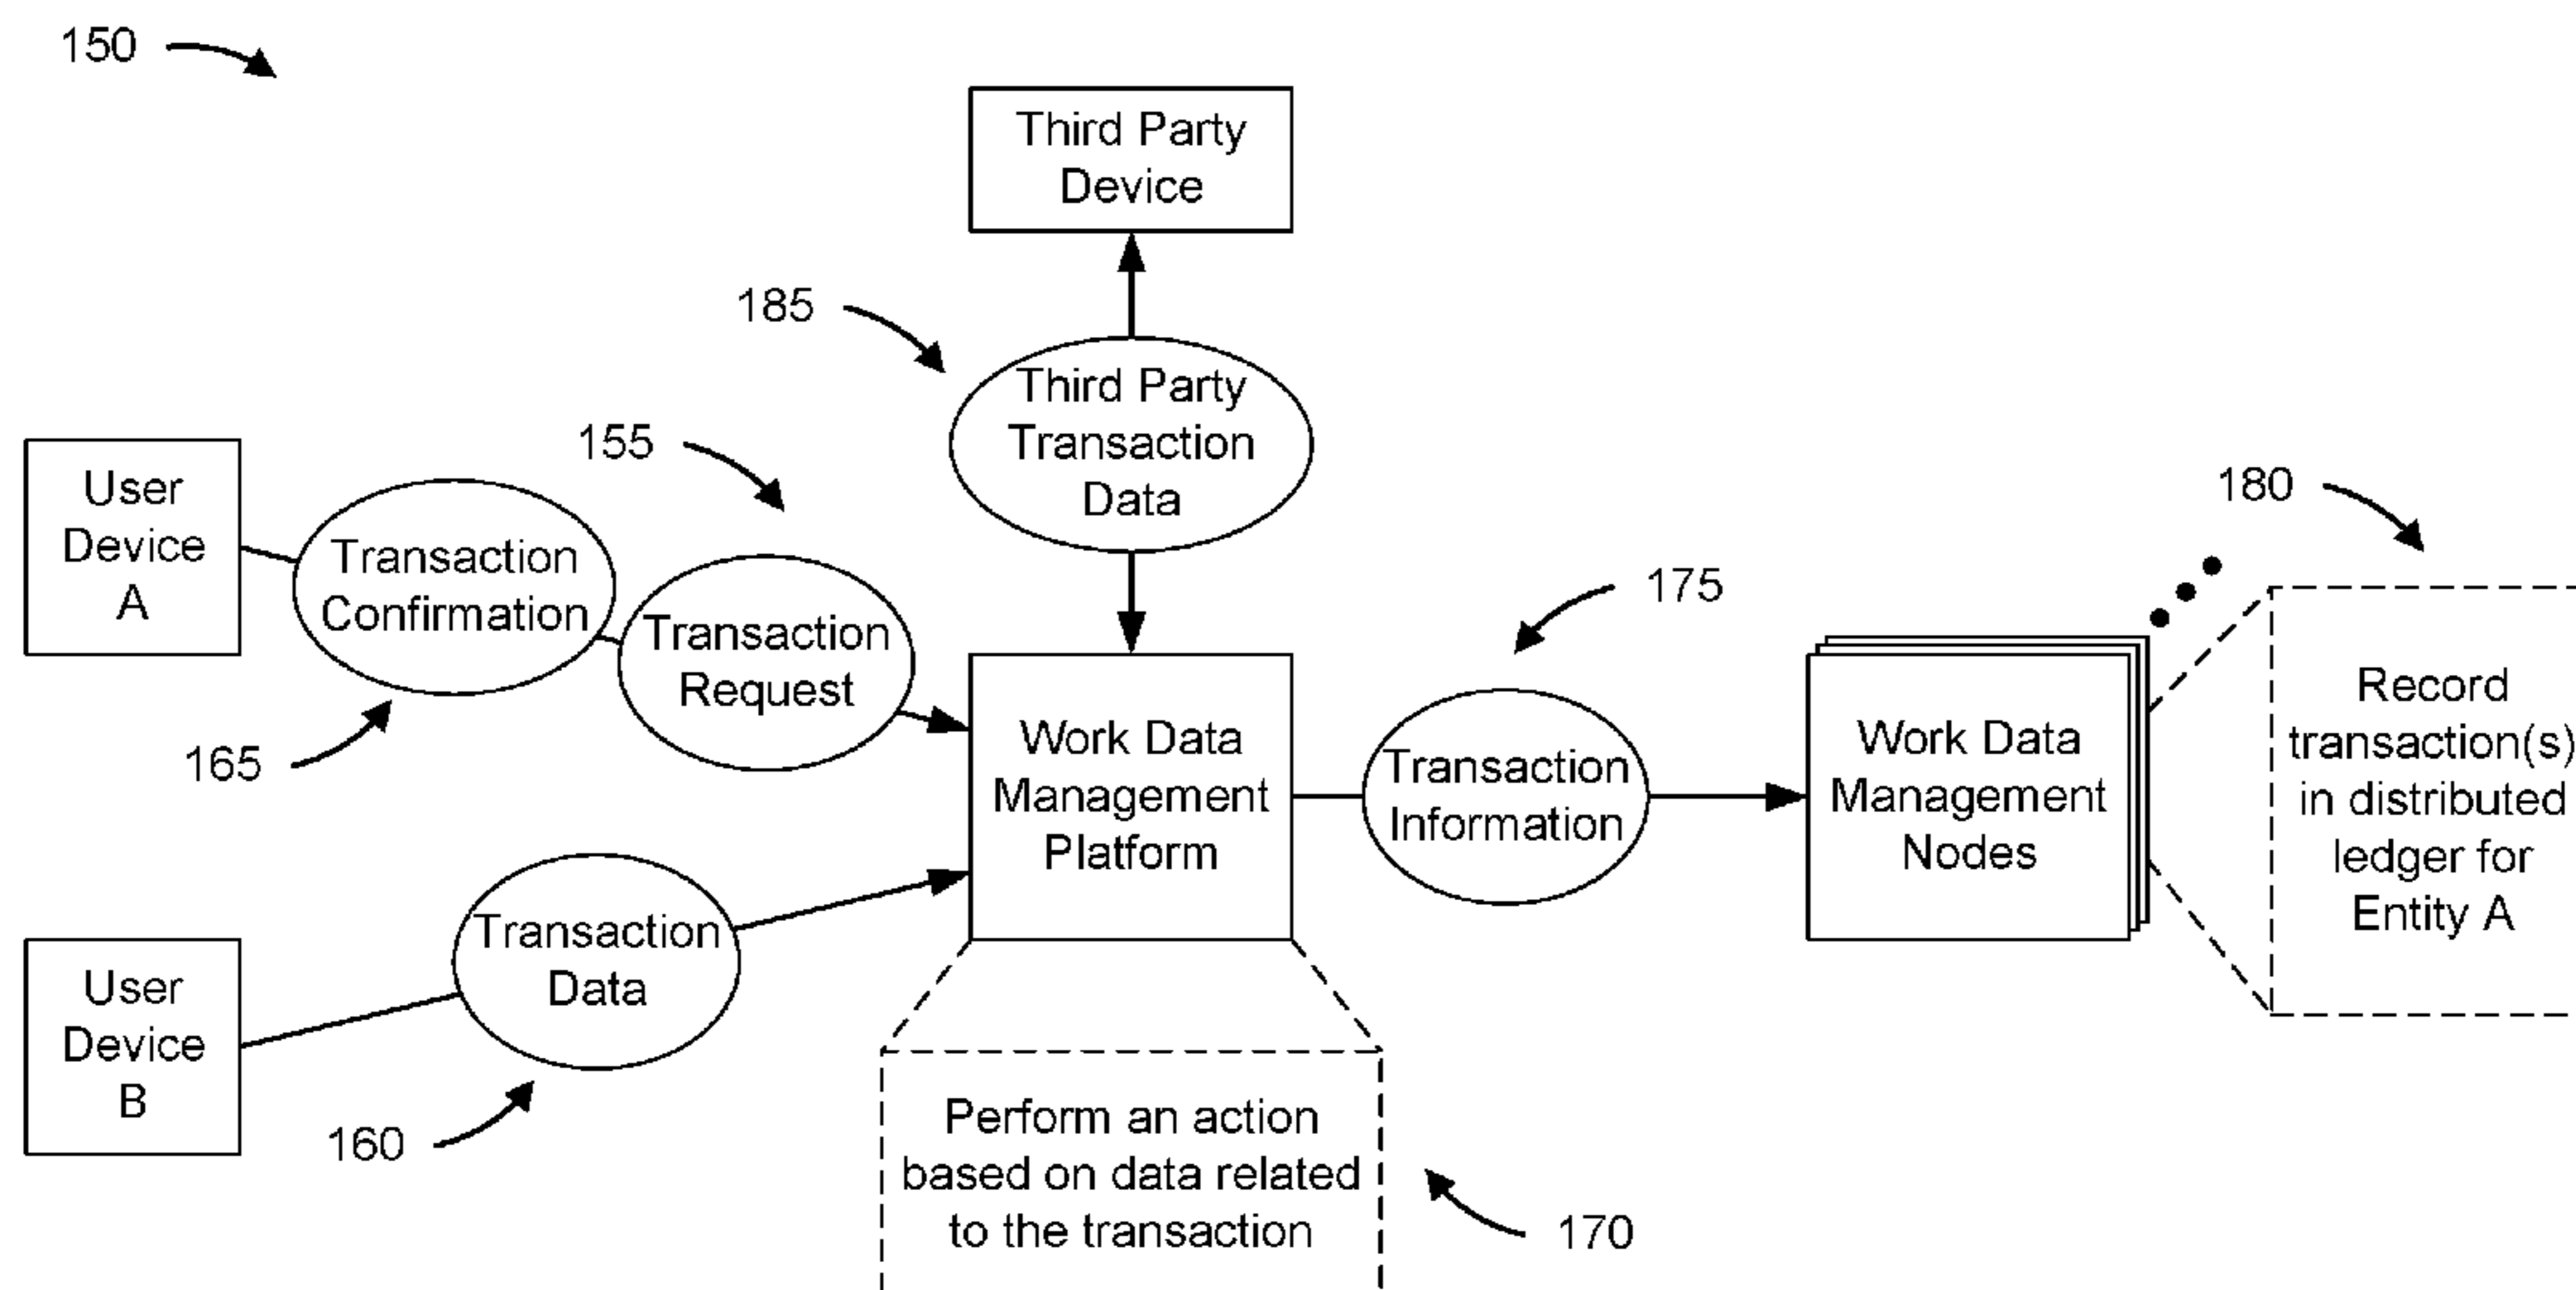 150
Third Party
Device
185
Third Party
Transaction
Data
155
User
Device
A
Transaction
Confirmation
165
Transaction
Request
175
180
Work Data
Management
Platform
Transaction
Information
Work Data
Management
Nodes
Record
transaction(s)
in distributed
ledger for
Entity A
User
Device
B
Transaction
Data
160
Perform an action
based on data related
to the transaction
170